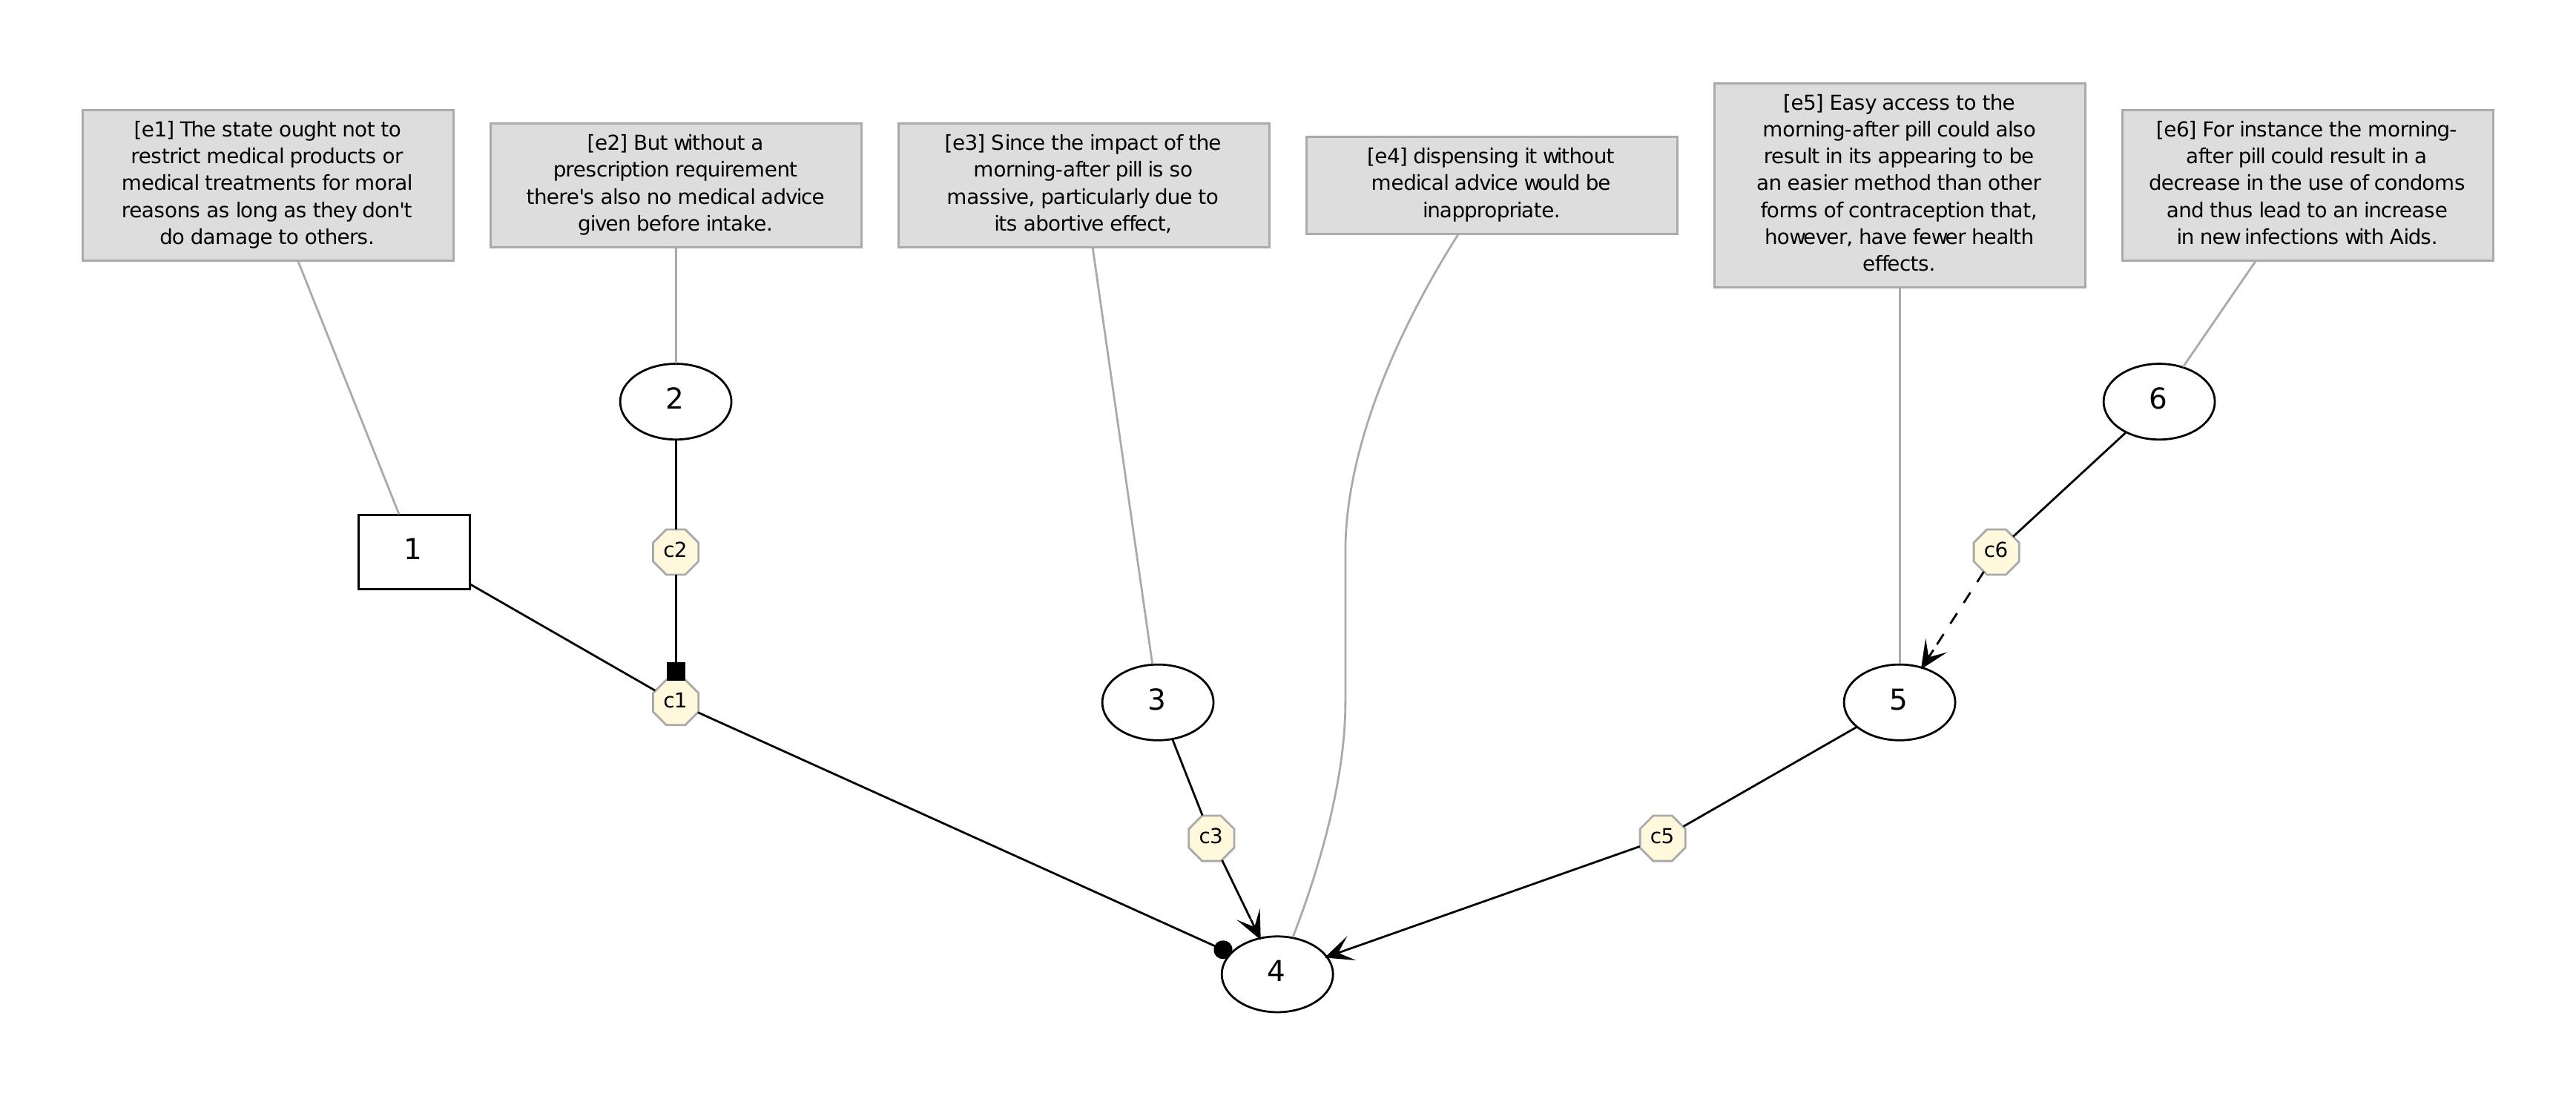 [e1] The state ought not to
restrict medical products or
medical treatments for moral
reasons as long as they don't
do damage to others.
[e2] But without a
prescription requirement
there's also no medical advice
given before intake.
[e3] Since the impact of the
morning-after pill is so
massive, particularly due to
its abortive effect,
[e4] dispensing it without
medical advice would be
inappropriate.
[e5] Easy access to the
morning-after pill could also
result in its appearing to be
an easier method than other
forms of contraception that,
however, have fewer health
effects.
[e6] For instance the morning-
after pill could result in a
decrease in the use of condoms
and thus lead to an increase
in new infections with Aids.
2
6
1
c2
c6
c1
3
5
c3
c5
4